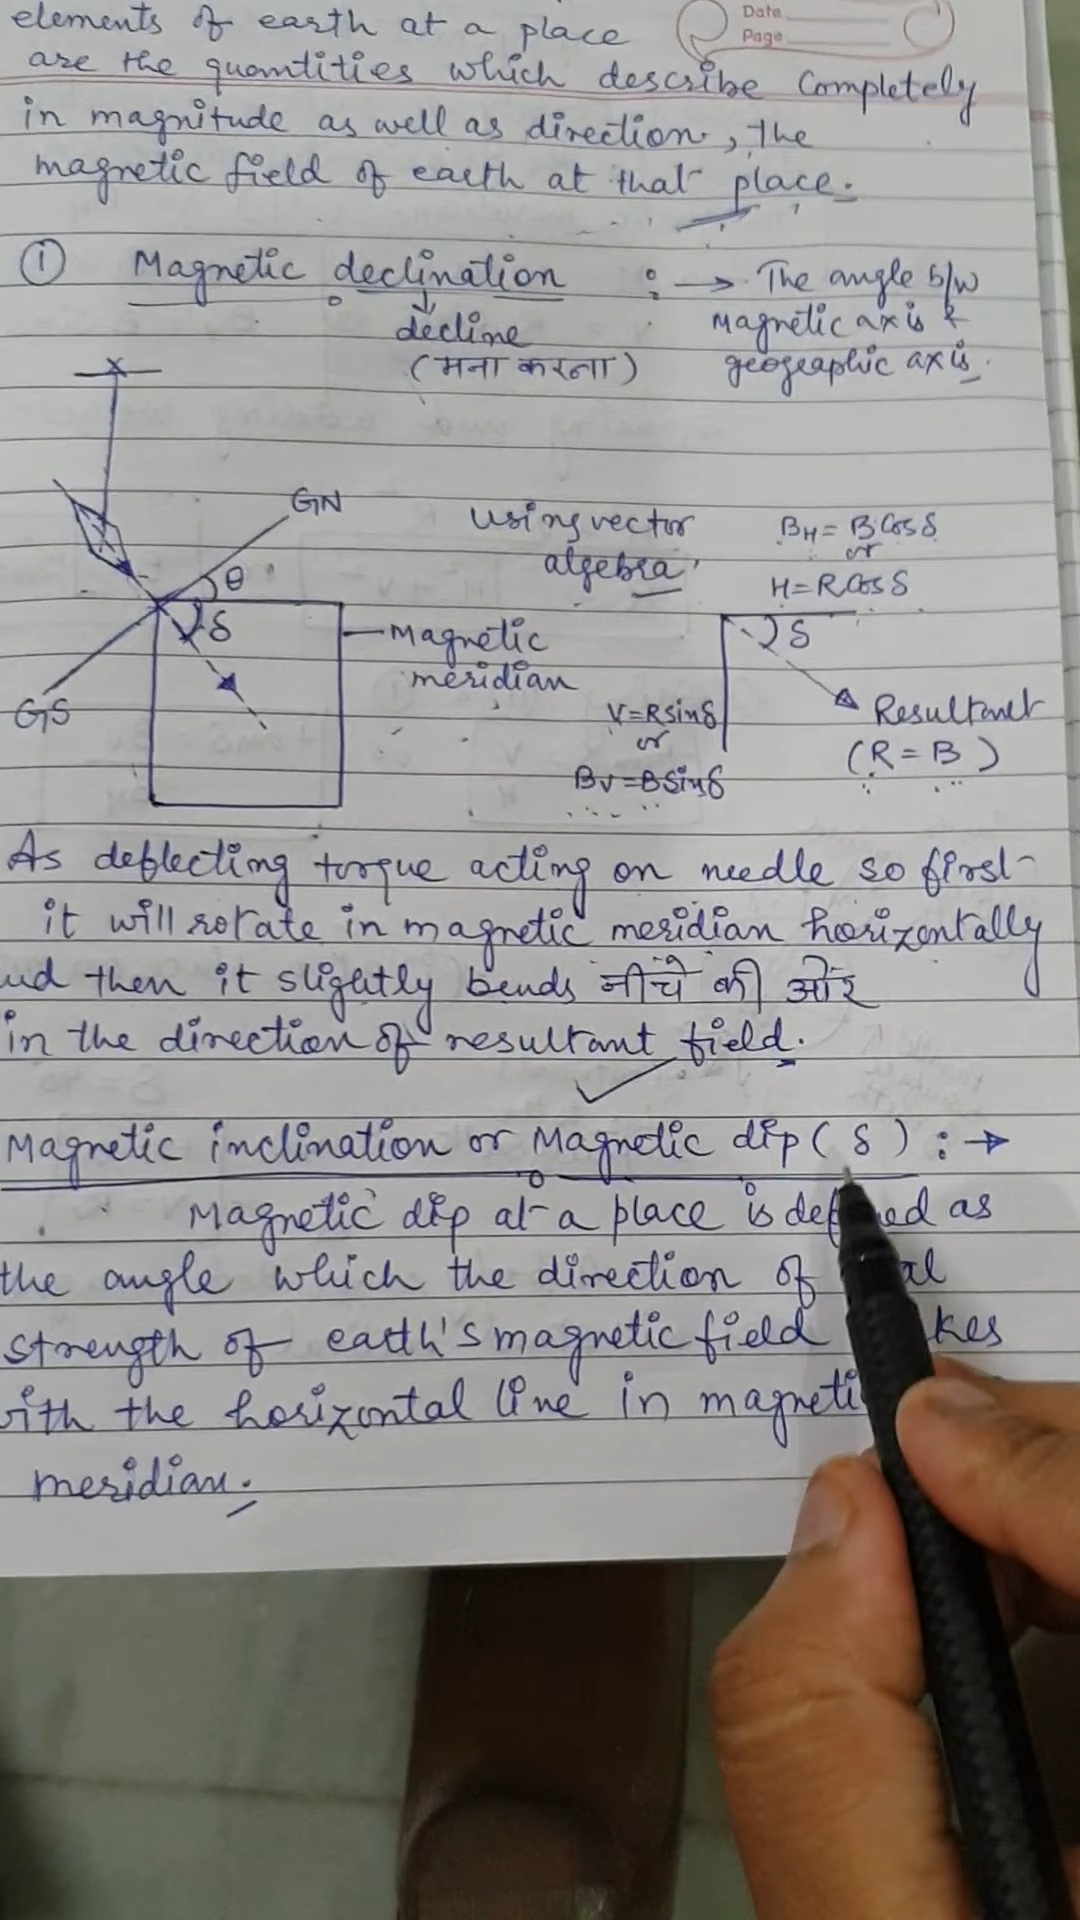 Date
Page
elements of earth at a place
are the quantities which describe completely
in magnitude as well as direction, the
magnetic field of earth at that place.
① Magnetic declination : → The angle b/w
decline
(मना करना)
Magnetic axis &
geographic axis.
GN
θ
δ
GS
Magnetic
meridian
Using vector
algebra
BH = B Cos δ
or
H = R Cos δ
δ
V = R sin δ
or
BV = B sin δ
Resultant
(R = B)
As deflecting torque acting on needle so first
it will rotate in magnetic meridian horizontally
ud then it slightly bends नीचे की ओर
in the direction of resultant field.
Magnetic inclination or Magnetic dip (δ) : →
Magnetic dip at a place is defined as
the angle which the direction of
strength of earth's magnetic field
with the horizontal line in magneti
meridian.